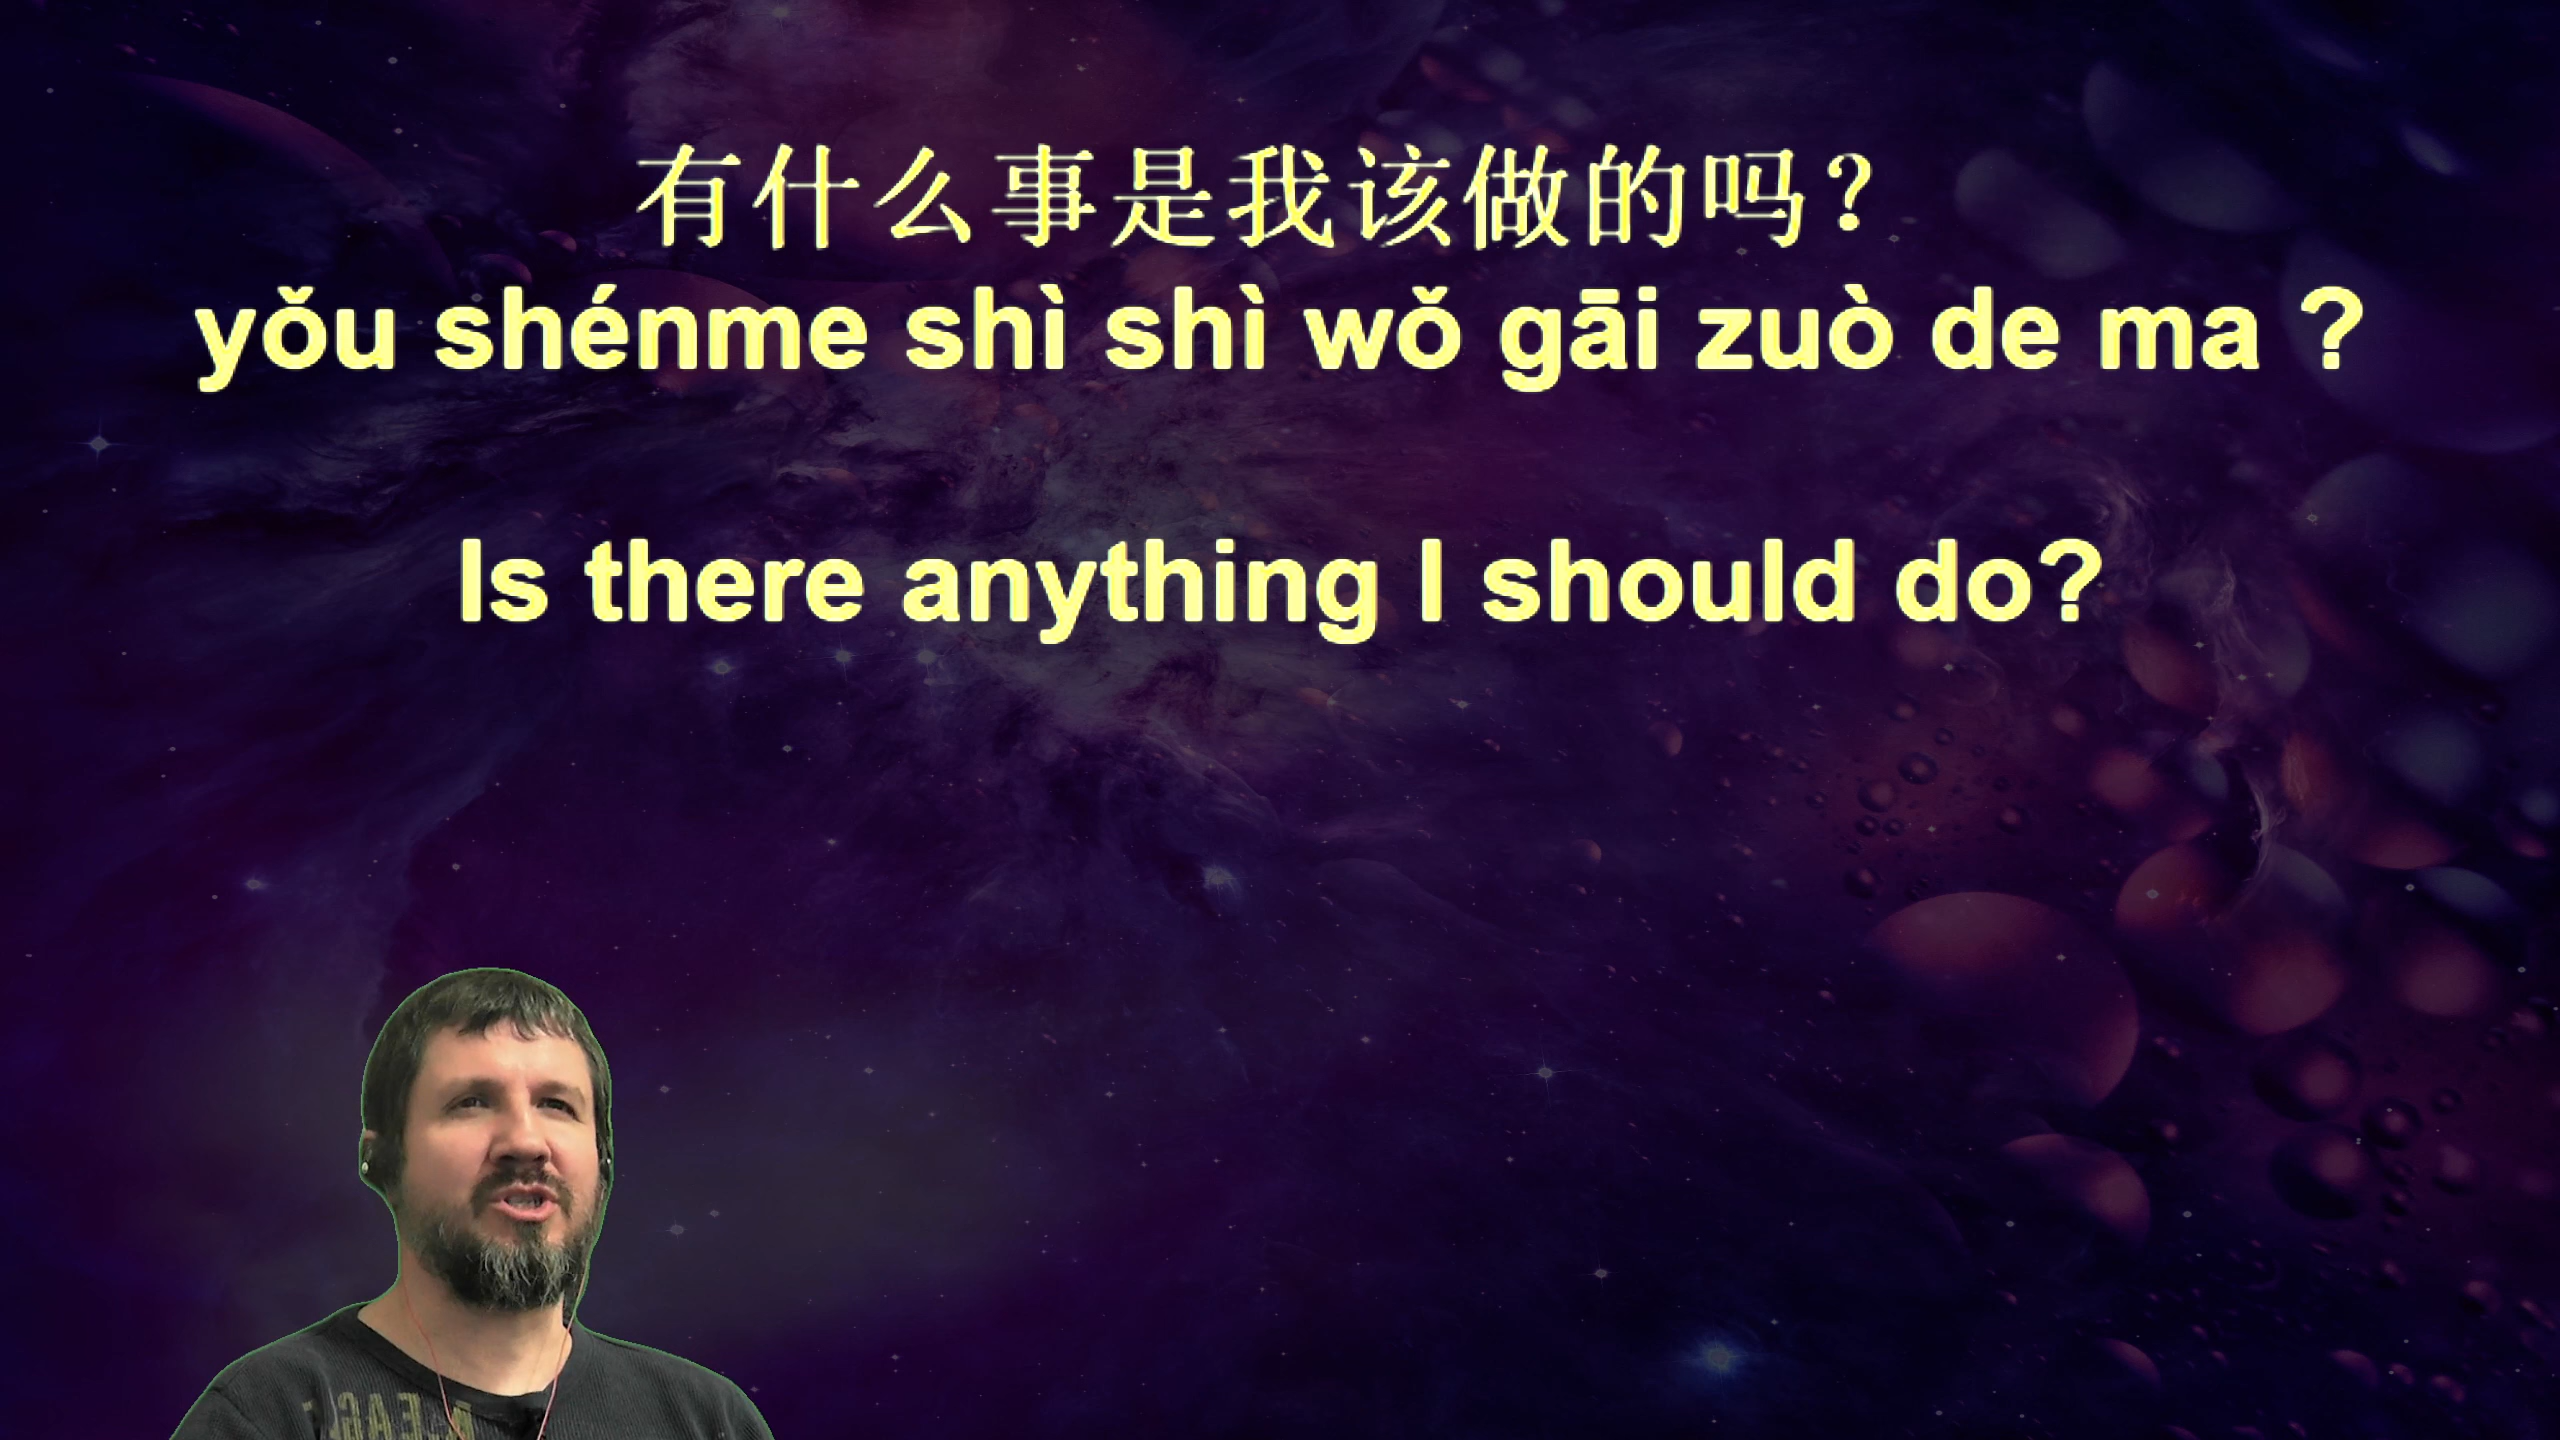 有什么事是我该做的吗？
yǒu shénme shì shì wǒ gāi zuò de ma ?
Is there anything I should do?